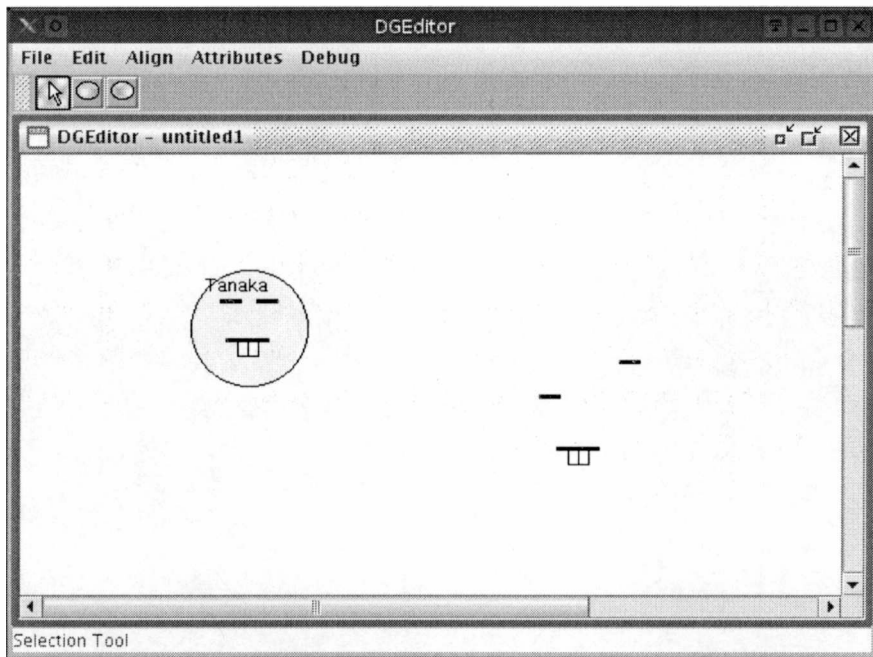 DGEditor
File Edit Align Attributes Debug
DGEditor - untitled1
Tanaka
Selection Tool